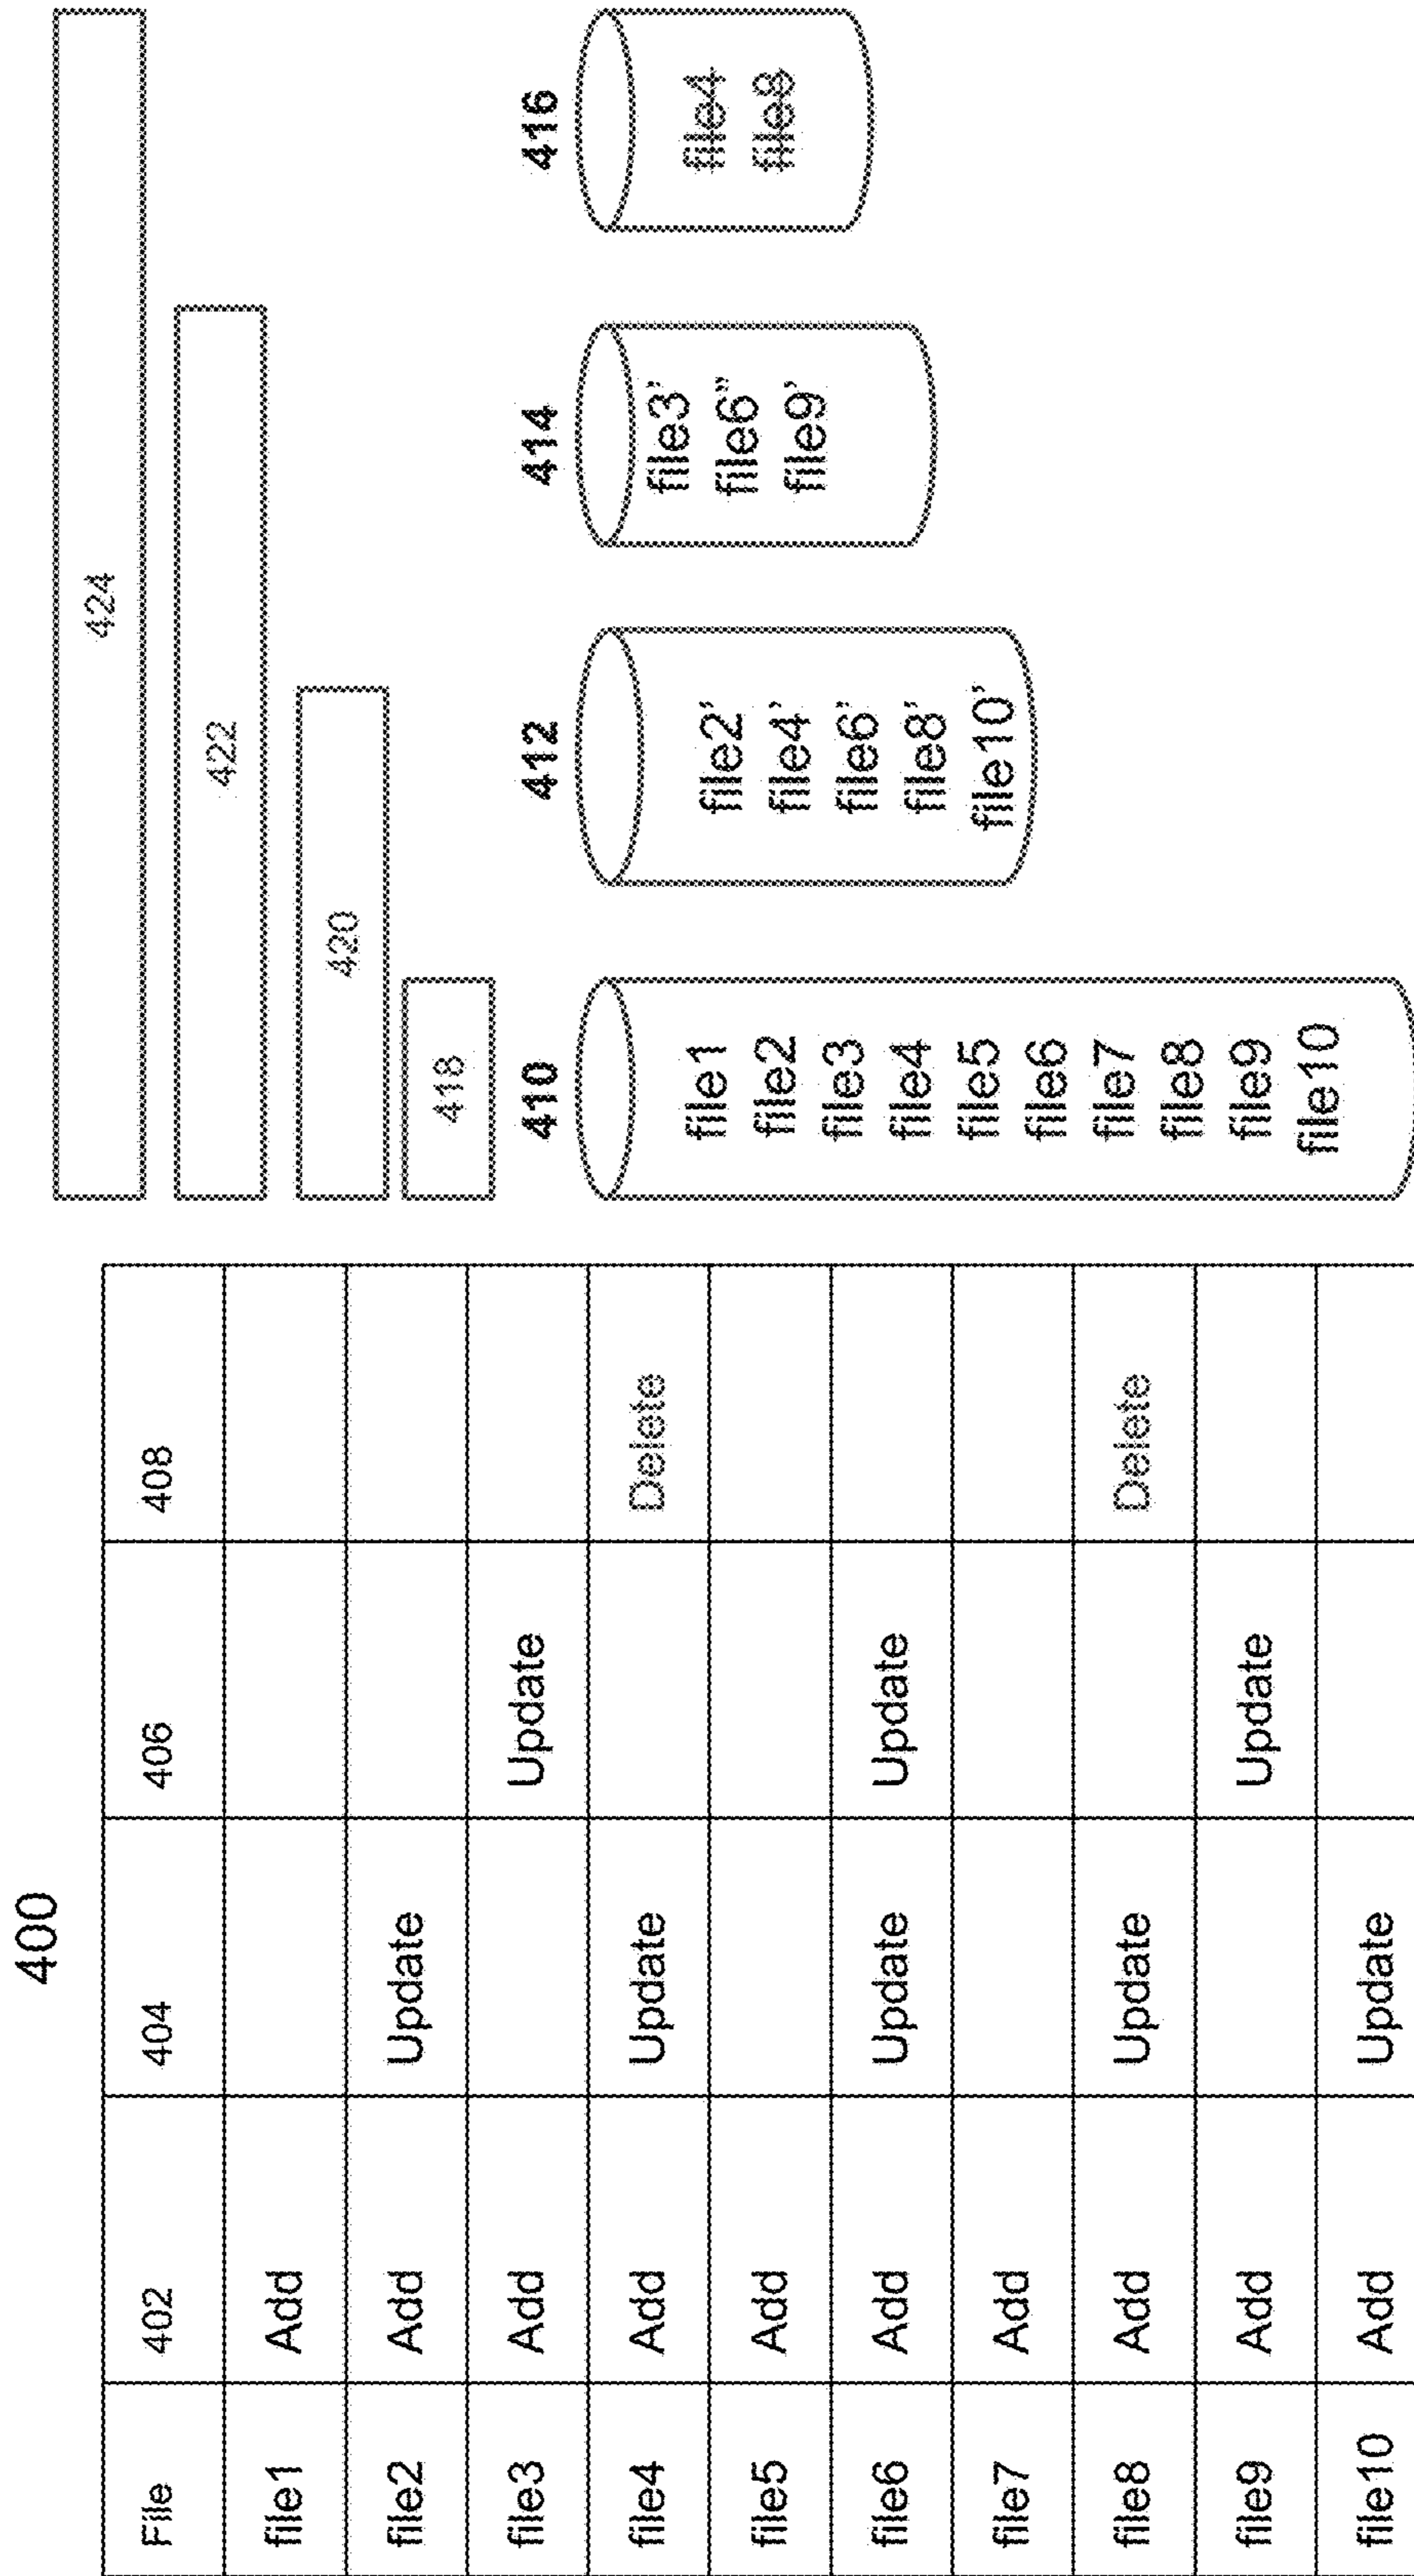 400
File 402 404 406 408
file1 Add
file2 Add Update
file3 Add Update
file4 Add Update Delete
file5 Add
file6 Add Update Update
file7 Add
file8 Add Update Delete
file9 Add Update
file10 Add Update
424
422
420
418
410
file1
file2
file3
file4
file5
file6
file7
file8
file9
file10
412
file2’
file4’
file6’
file8’
file10’
414
file3’
file6”
file9’
416
file4
file8